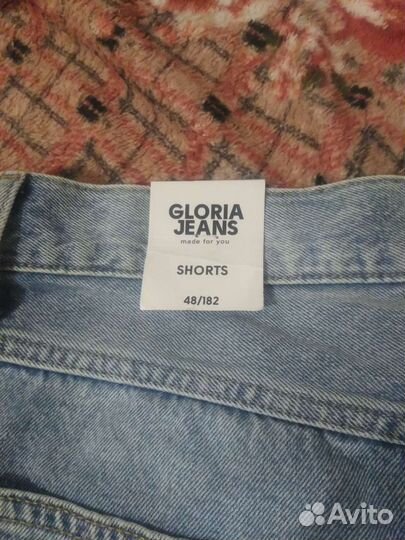 GLORIA
JEANS
made for you
SHORTS
48/182
Avito